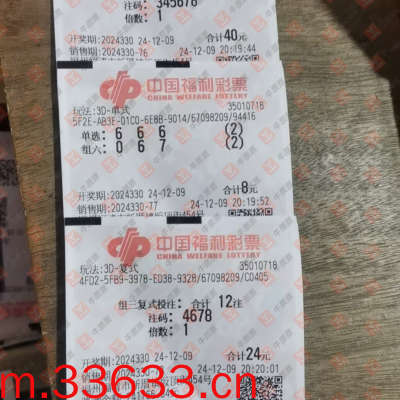 注码: 345678
倍数: 1
开奖期: 2024330 24-12-09 合计40元
销售期: 2024330-76 24-12-09 20:19:44
中国福利彩票
CHINA WELFARE LOTTERY
玩法: 3D-单式 35010718
5F2E-AB3F-01C0-6E8B-9014/67098209/94416
单选: 6 6 6 (2)
组六: 0 6 7 (2)
开奖期: 2024330 24-12-09 合计8元
销售期: 2024330-77 24-12-09 20:19:52
中国福利彩票
CHINA WELFARE LOTTERY
玩法: 3D-复式 35010718
4FD2-5FB9-3978-ED38-9328/67098209/C0405
组三复式投注: 合计 12注
注码: 4678
倍数: 1
开奖期: 2024330 24-12-09 合计24元
24-12-09 20:20:01
m.33633.cn